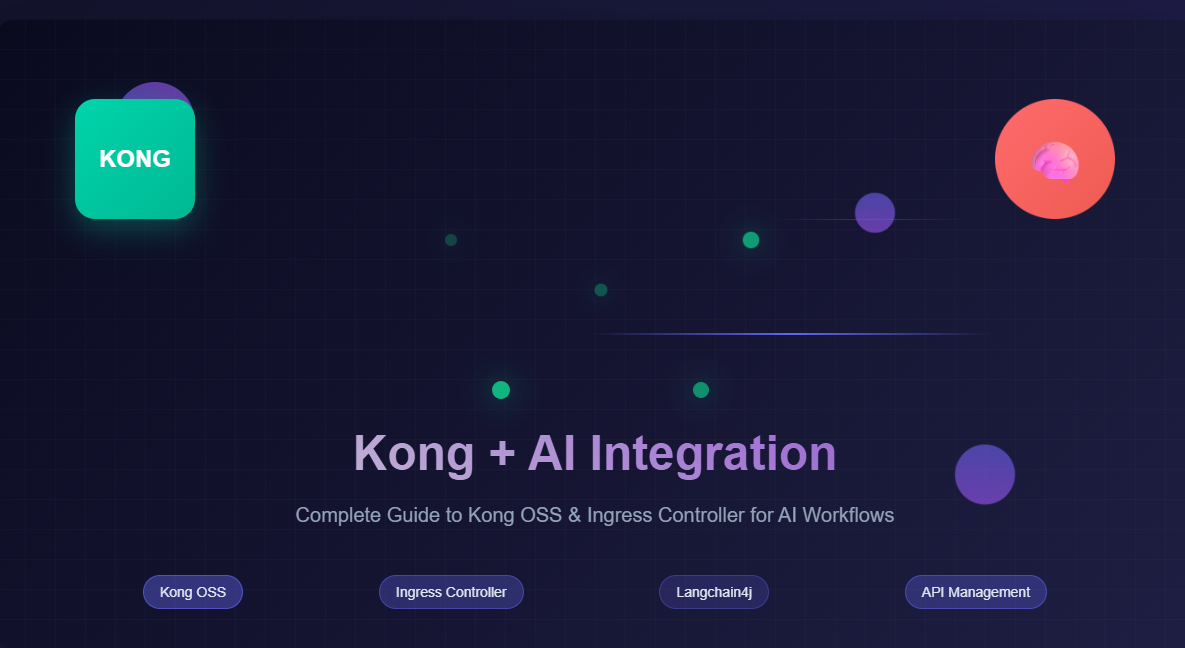 KONG
Kong + AI Integration
Complete Guide to Kong OSS & Ingress Controller for AI Workflows
Kong OSS
Ingress Controller
Langchain4j
API Management